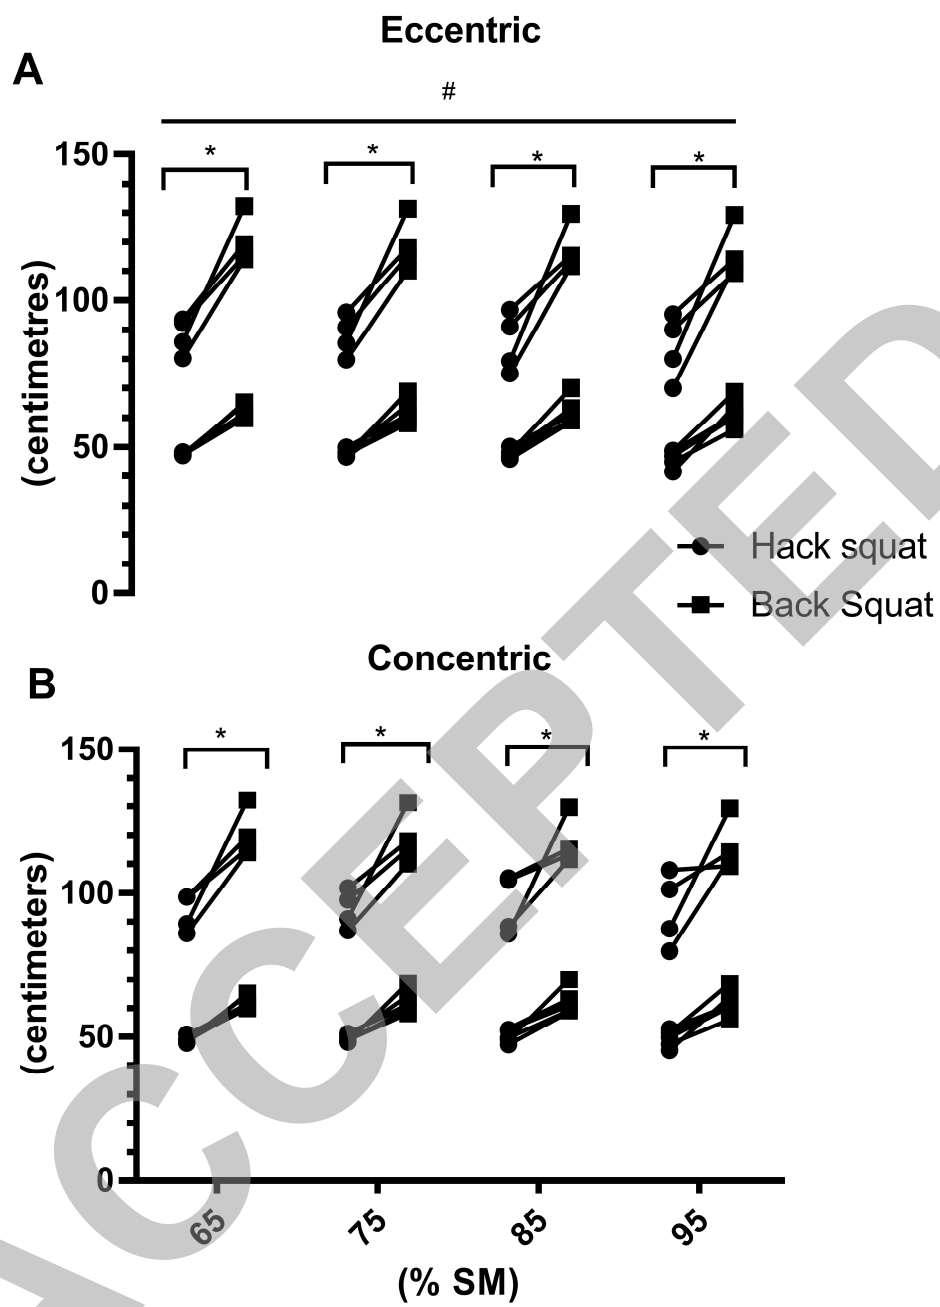 Eccentric
A
#
* * * *
150
100
50
0
(centimetres)
Hack squat
Back Squat
Concentric
B
* * * *
150
100
50
0
(centimeters)
65 75 85 95
(% SM)
ACCEPTED